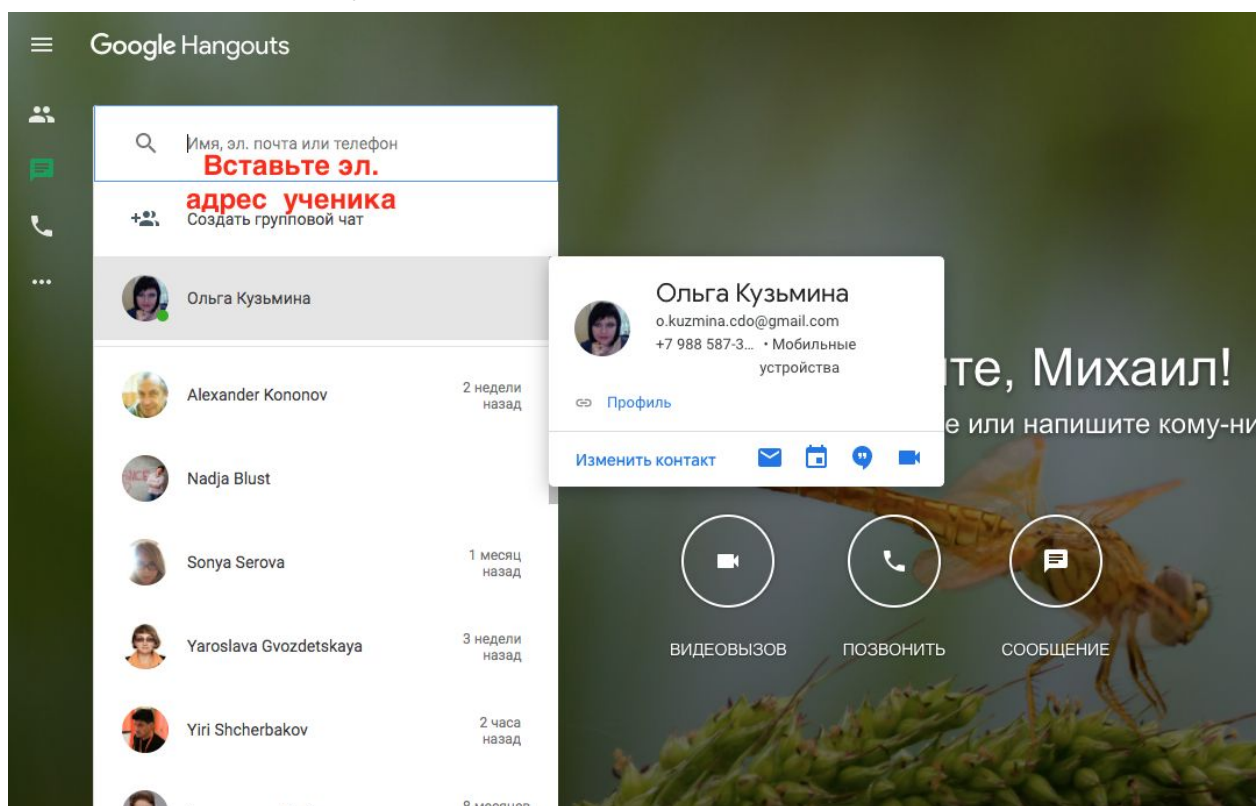 Google Hangouts
Имя, эл. почта или телефон
Вставьте эл.
адрес ученика
Создать групповой чат
Ольга Кузьмина
Ольга Кузьмина
o.kuzmina.cdo@gmail.com
+7 988 587-3... • Мобильные
устройства
Профиль
Изменить контакт
те, Михаил!
е или напишите кому-ни
Alexander Kononov
2 недели
назад
Nadja Blust
Sonya Serova
1 месяц
назад
Yaroslava Gvozdetskaya
3 недели
назад
Yiri Shcherbakov
2 часа
назад
ВИДЕОВЫЗОВ
ПОЗВОНИТЬ
СООБЩЕНИЕ